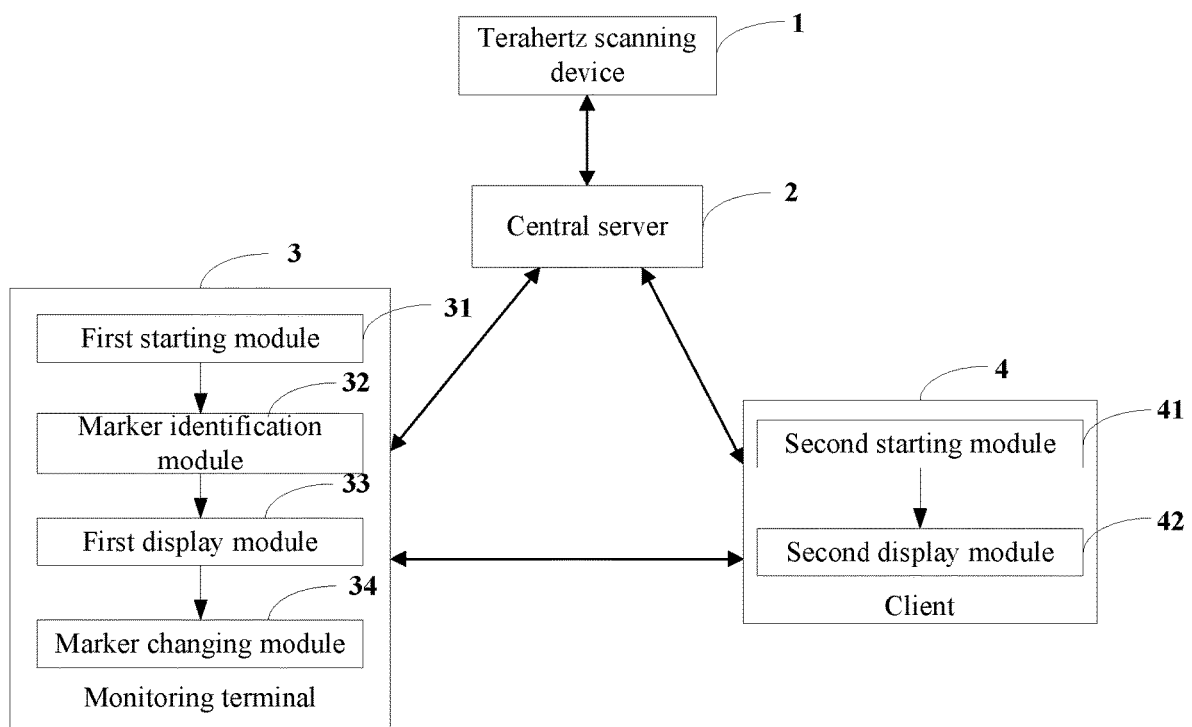 1
Terahertz scanning
device
2
Central server
3
31
First starting module
32
Marker identification
module
33
First display module
34
Marker changing module
Monitoring terminal
4
41
Second starting module
42
Second display module
Client